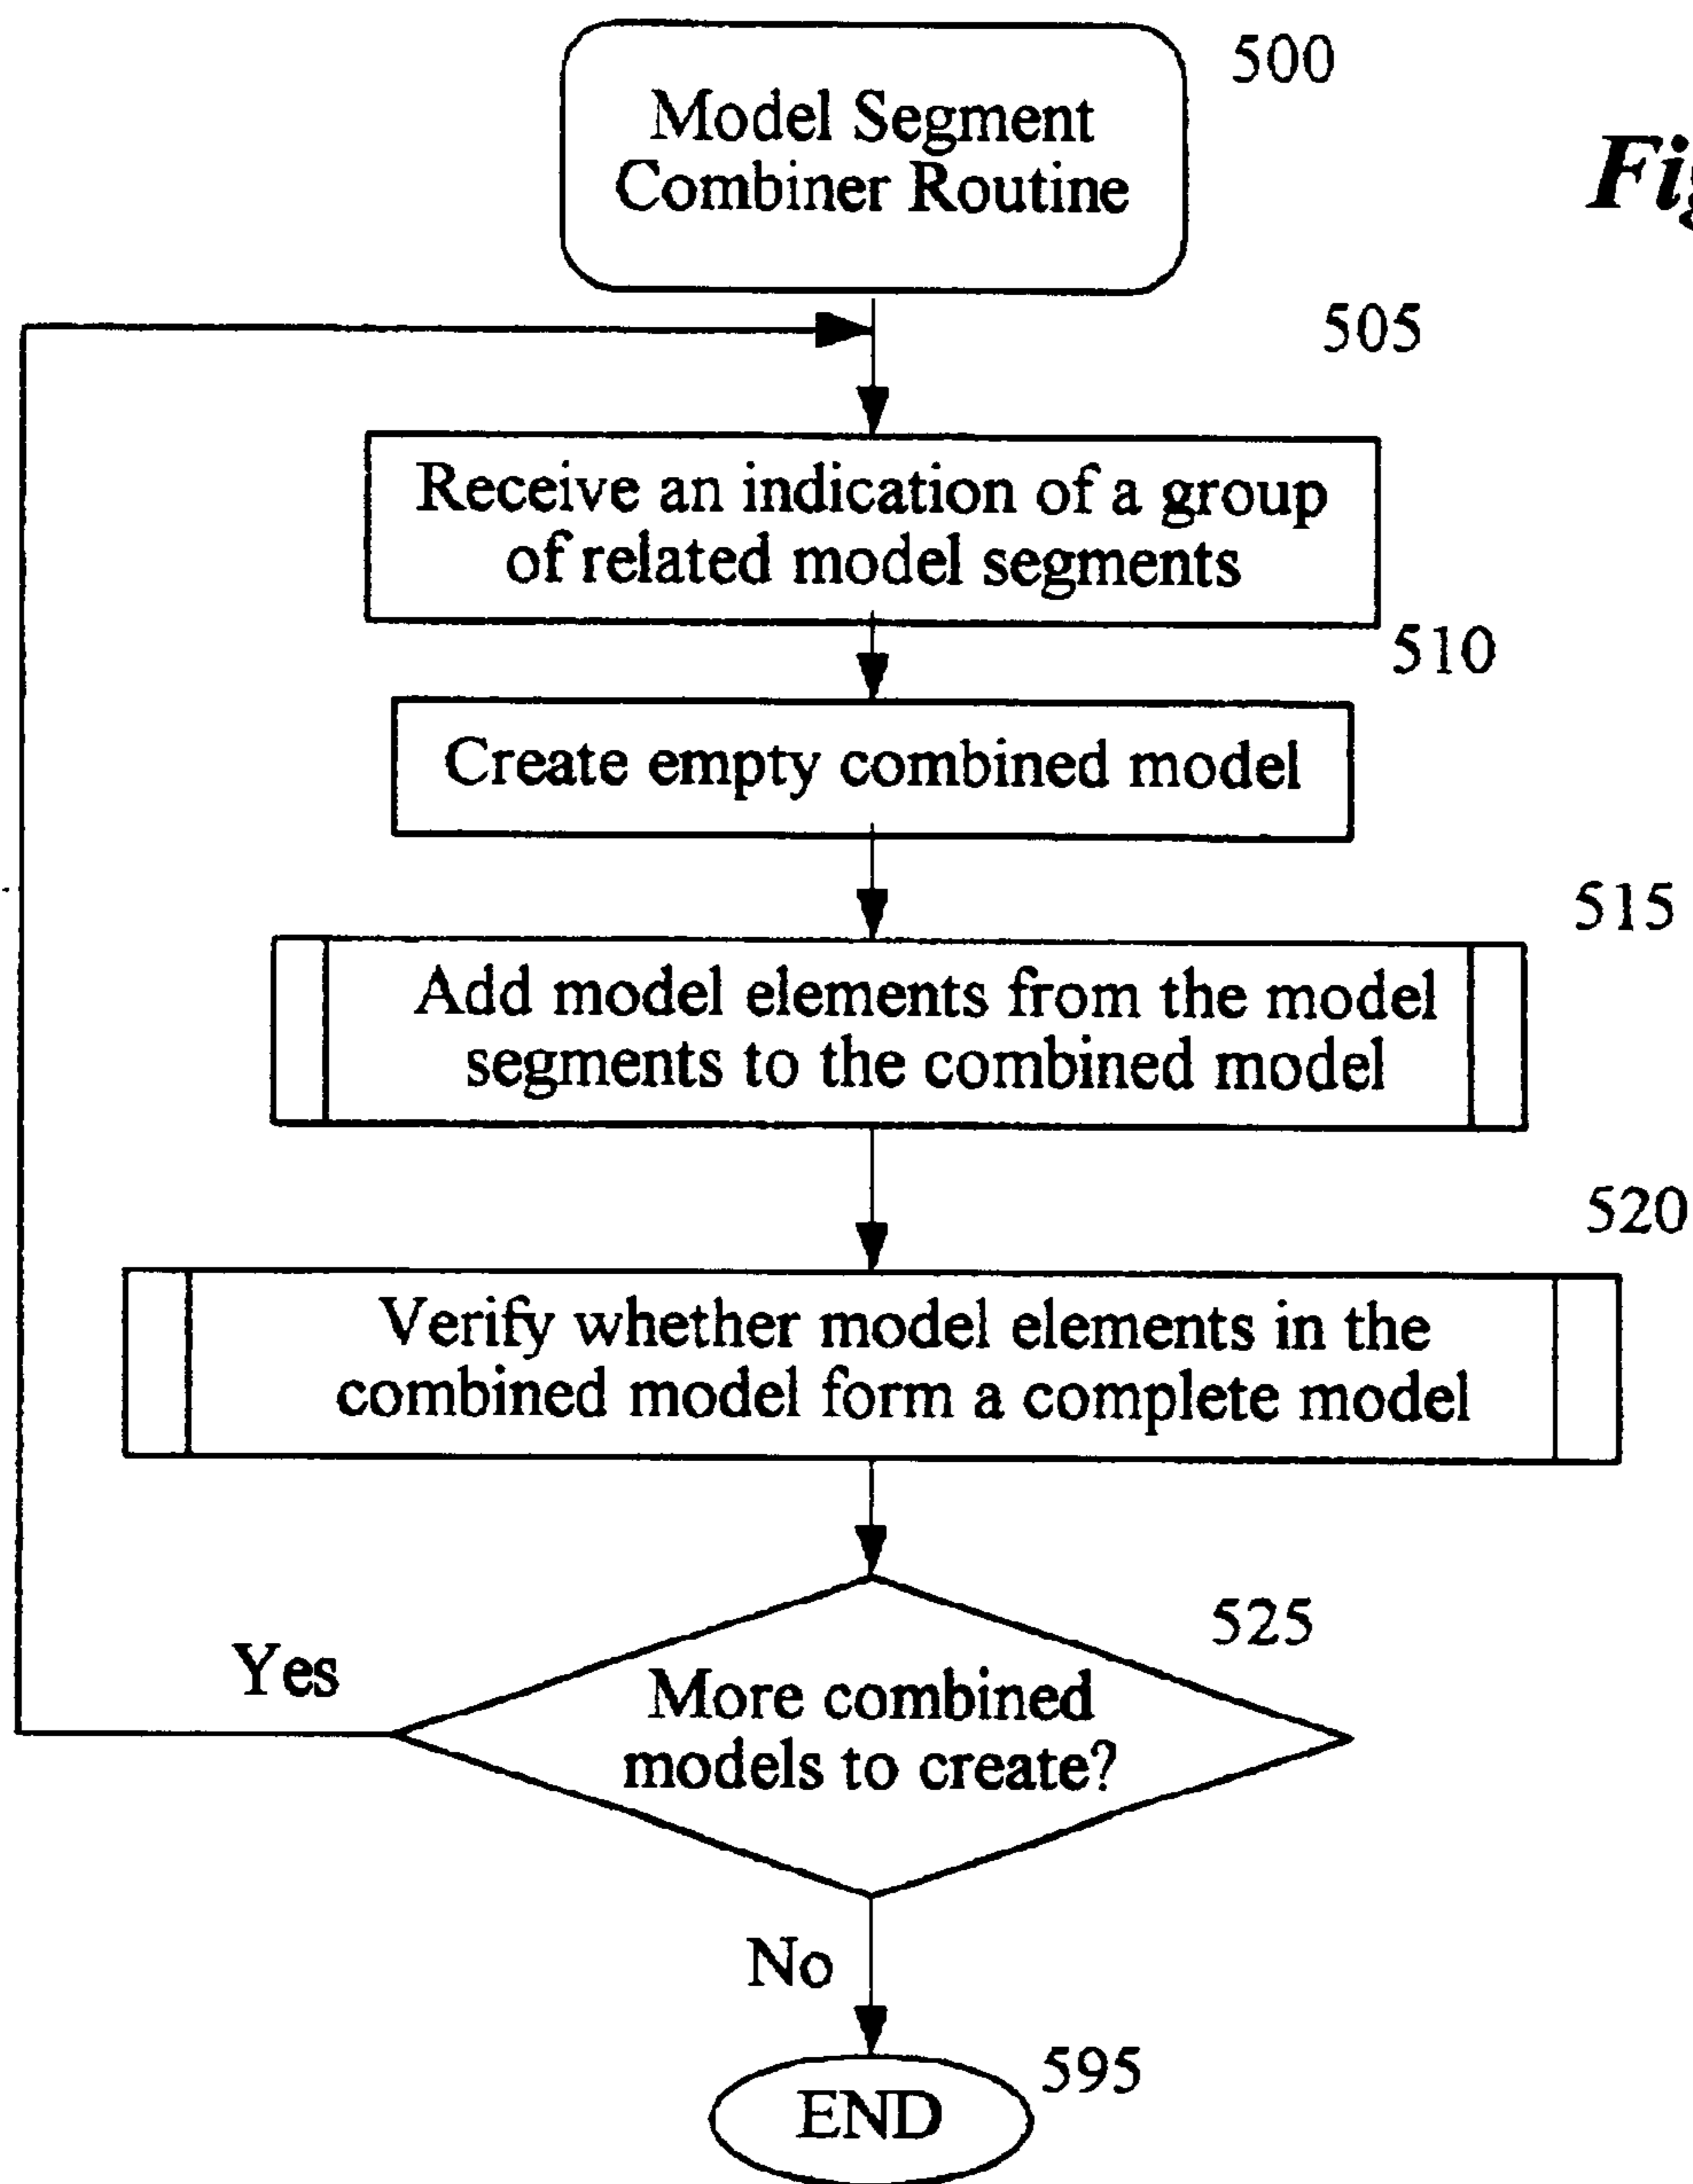 500
Model Segment
Combiner Routine
505
Receive an indication of a group
of related model segments
510
Create empty combined model
515
Add model elements from the model
segments to the combined model
520
Verify whether model elements in the
combined model form a complete model
525
Yes
More combined
models to create?
No
595
END